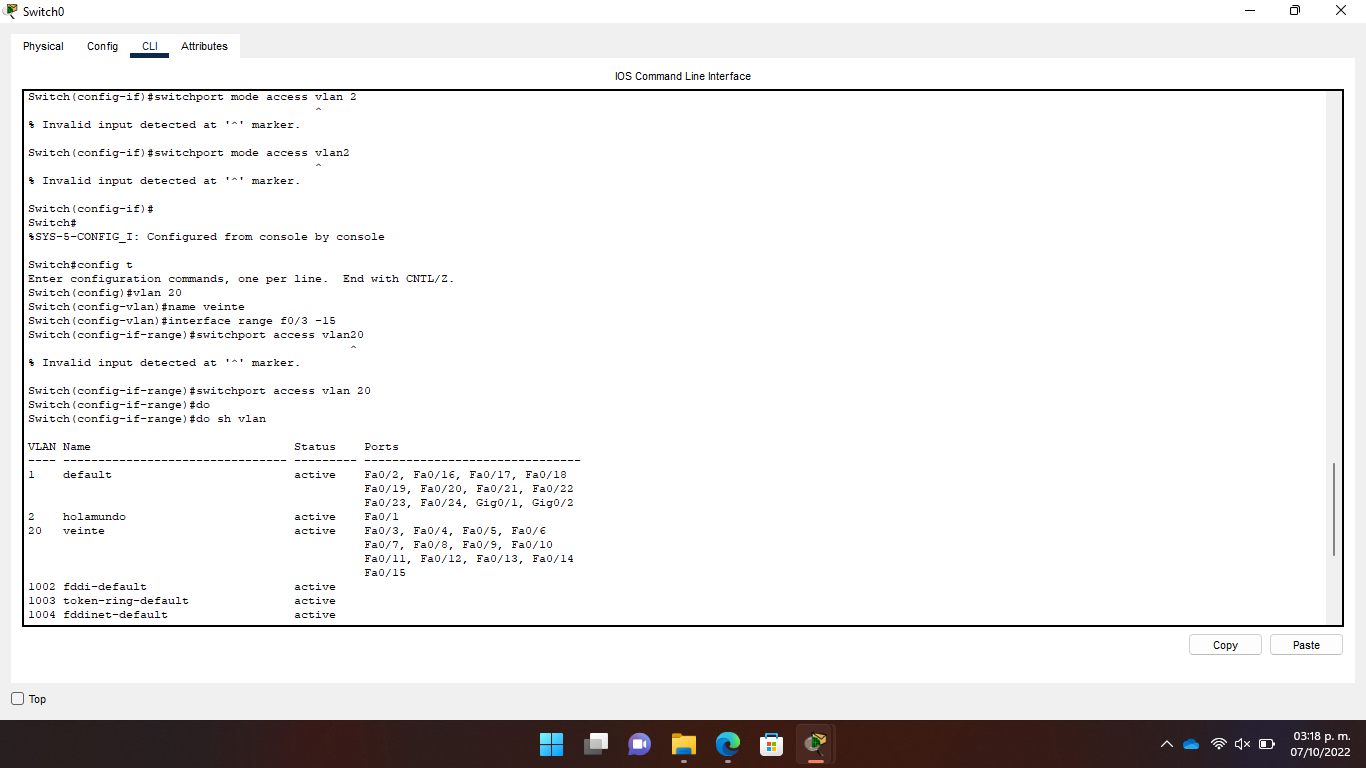 Switch0
Physical Config CLI Attributes
IOS Command Line Interface
Switch(config-if)#switchport mode access vlan 2
^
% Invalid input detected at '^' marker.
Switch(config-if)#switchport mode access vlan2
^
% Invalid input detected at '^' marker.
Switch(config-if)#
Switch#
%SYS-5-CONFIG_I: Configured from console by console
Switch#config t
Enter configuration commands, one per line.  End with CNTL/Z.
Switch(config)#vlan 20
Switch(config-vlan)#name veinte
Switch(config-vlan)#interface range f0/3 -15
Switch(config-if-range)#switchport access vlan20
^
% Invalid input detected at '^' marker.
Switch(config-if-range)#switchport access vlan 20
Switch(config-if-range)#do
Switch(config-if-range)#do sh vlan
VLAN Name                             Status    Ports
---- -------------------------------- --------- -------------------------------
1    default                          active    Fa0/2, Fa0/16, Fa0/17, Fa0/18
Fa0/19, Fa0/20, Fa0/21, Fa0/22
Fa0/23, Fa0/24, Gig0/1, Gig0/2
2    holamundo                        active    Fa0/1
20   veinte                           active    Fa0/3, Fa0/4, Fa0/5, Fa0/6
Fa0/7, Fa0/8, Fa0/9, Fa0/10
Fa0/11, Fa0/12, Fa0/13, Fa0/14
Fa0/15
1002 fddi-default                     active
1003 token-ring-default               active
1004 fddinet-default                  active
Copy Paste
Top
03:18 p. m.
07/10/2022